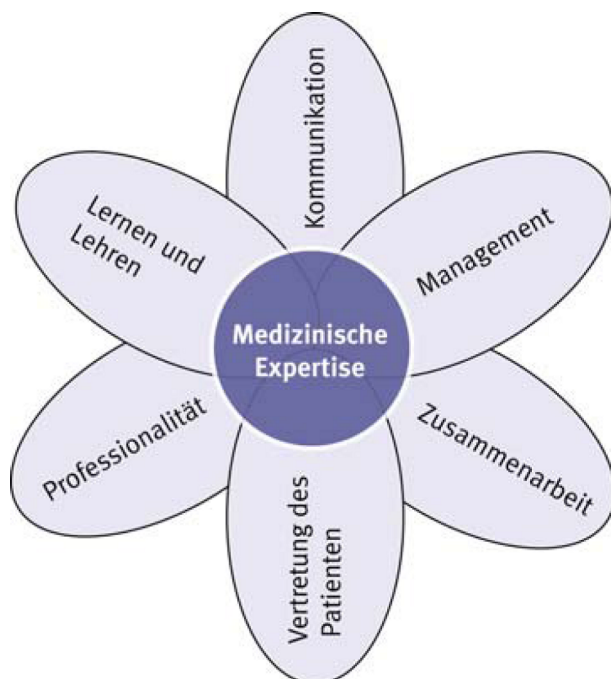 Kommunikation
Management
Zusammenarbeit
Vertretung des
Patienten
Professionalität
Lernen und
Lehren
Medizinische
Expertise